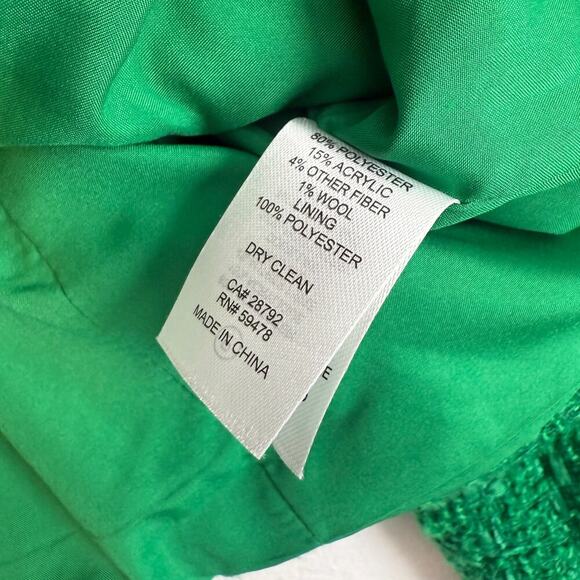 80% POLYESTER
15% ACRYLIC
4% OTHER FIBER
1% WOOL
LINING
100% POLYESTER
DRY CLEAN
CA# 28792
RN# 59478
MADE IN CHINA
E